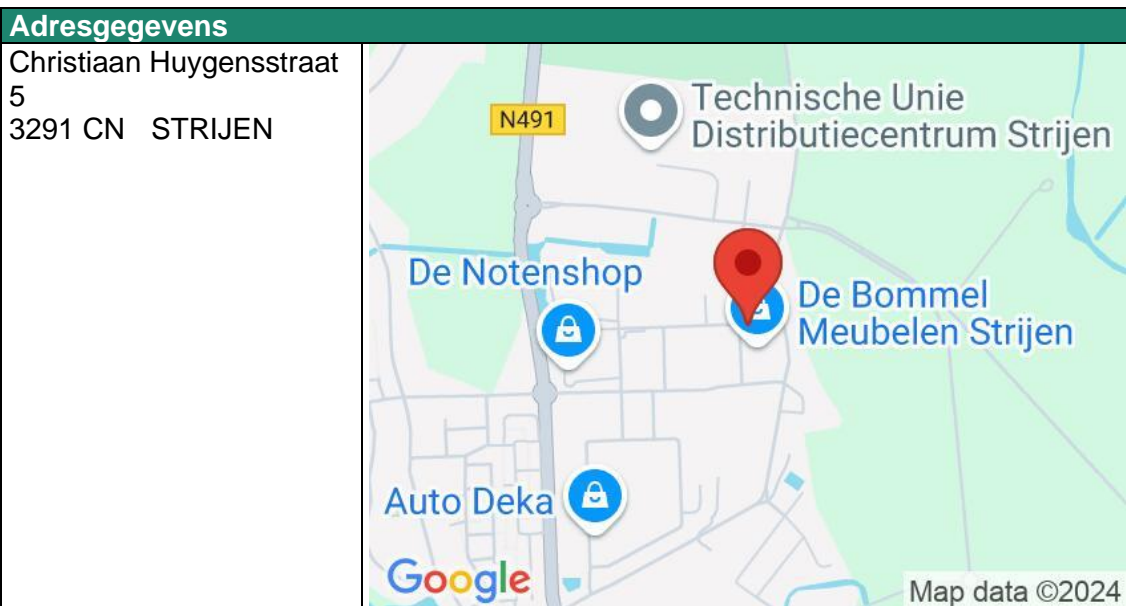 Adresgegevens
Christiaan Huygensstraat
5
3291 CN STRIJEN
N491
Technische Unie
Distributiecentrum Strijen
De Notenshop
De Bommel
Meubelen Strijen
Auto Deka
Google
Map data ©2024